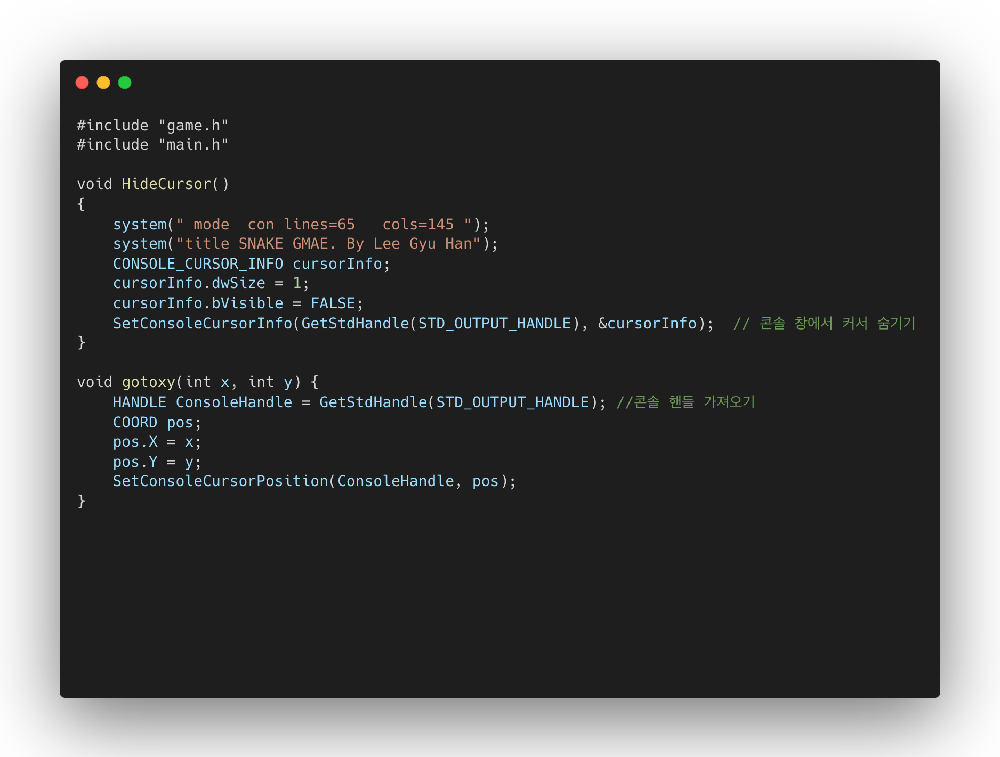 #include "game.h"
#include "main.h"

void HideCursor()
{
    system(" mode  con lines=65   cols=145 ");
    system("title SNAKE GMAE. By Lee Gyu Han");
    CONSOLE_CURSOR_INFO cursorInfo;
    cursorInfo.dwSize = 1;
    cursorInfo.bVisible = FALSE;
    SetConsoleCursorInfo(GetStdHandle(STD_OUTPUT_HANDLE), &cursorInfo);  // 콘솔 창에서 커서 숨기기
}

void gotoxy(int x, int y) {
    HANDLE ConsoleHandle = GetStdHandle(STD_OUTPUT_HANDLE); //콘솔 핸들 가져오기
    COORD pos;
    pos.X = x;
    pos.Y = y;
    SetConsoleCursorPosition(ConsoleHandle, pos);
}